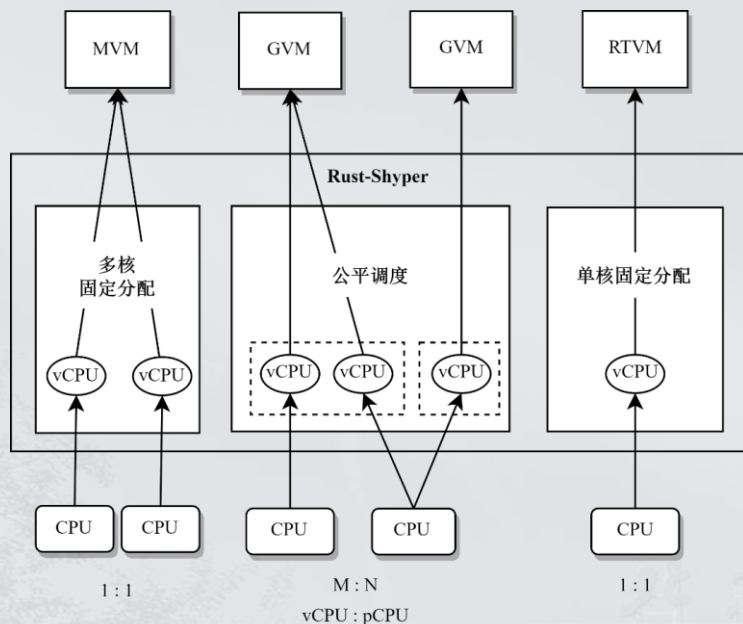 MVM
GVM
GVM
RTVM
Rust-Shyper
多核
固定分配
公平调度
单核固定分配
vCPU
vCPU
vCPU
vCPU
vCPU
vCPU
CPU
CPU
CPU
CPU
CPU
1 : 1
M : N
1 : 1
vCPU : pCPU